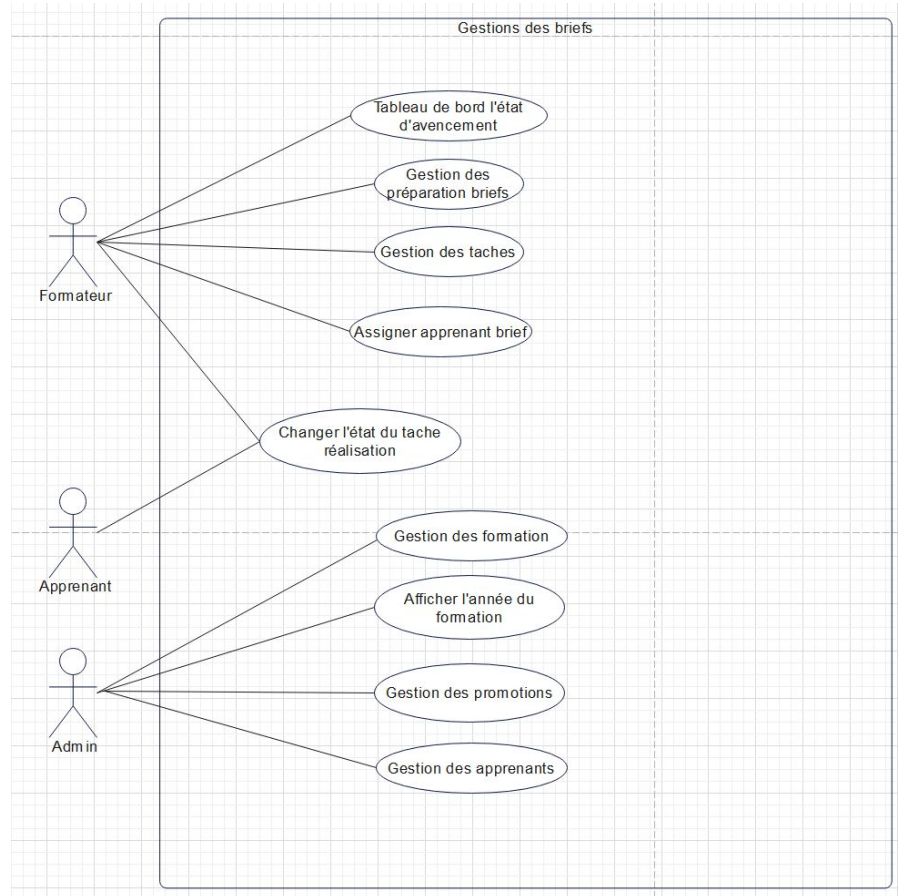 Gestions des briefs
Tableau de bord l'état
d'avencement
Gestion des
préparation briefs
Gestion des taches
Formateur
Assigner apprenant brief
Changer l'état du tache
réalisation
Gestion des formation
Apprenant
Afficher l'année du
formation
Gestion des promotions
Admin
Gestion des apprenants